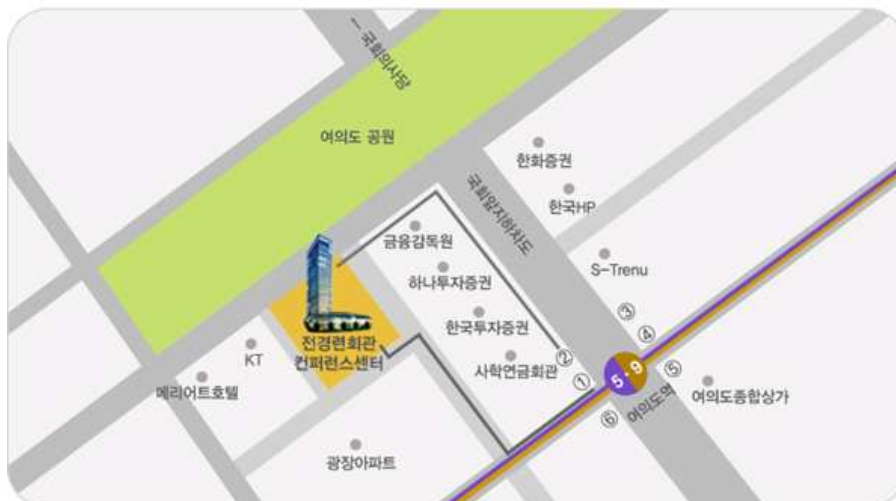 ← 국회의사당
여의도 공원
한화증권
한국HP
국회앞지하차도
금융감독원
S-Trenu
하나투자증권
한국투자증권
전경련회관
컨퍼런스센터
KT
메리어트호텔
사학연금회관
②
①
③
④
5·9
⑤
여의도역
⑥
여의도종합상가
광장아파트